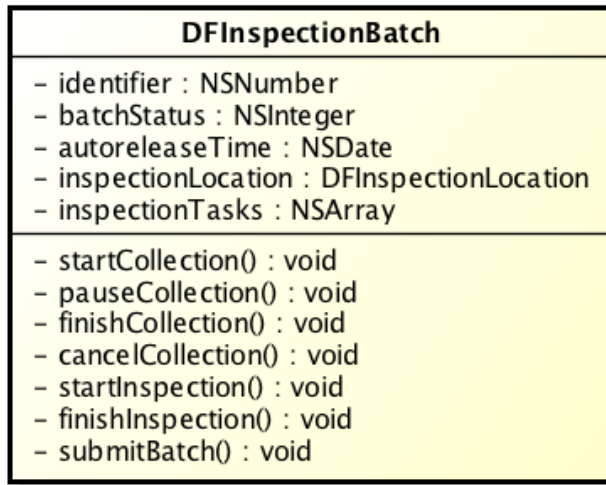 DFInspectionBatch
– identifier : NSNumber
– batchStatus : NSInteger
– autoreleaseTime : NSDate
– inspectionLocation : DFInspectionLocation
– inspectionTasks : NSArray
– startCollection() : void
– pauseCollection() : void
– finishCollection() : void
– cancelCollection() : void
– startInspection() : void
– finishInspection() : void
– submitBatch() : void